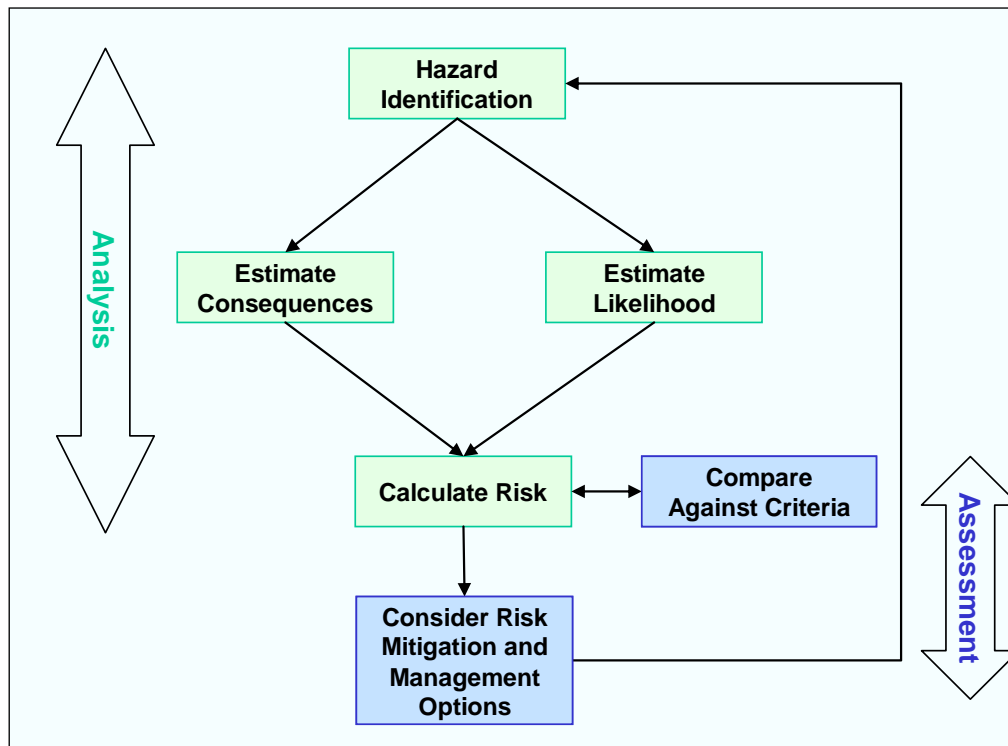 Hazard
Identification
Analysis
Estimate
Consequences
Estimate
Likelihood
Calculate Risk
Compare
Against Criteria
Assessment
Consider Risk
Mitigation and
Management
Options